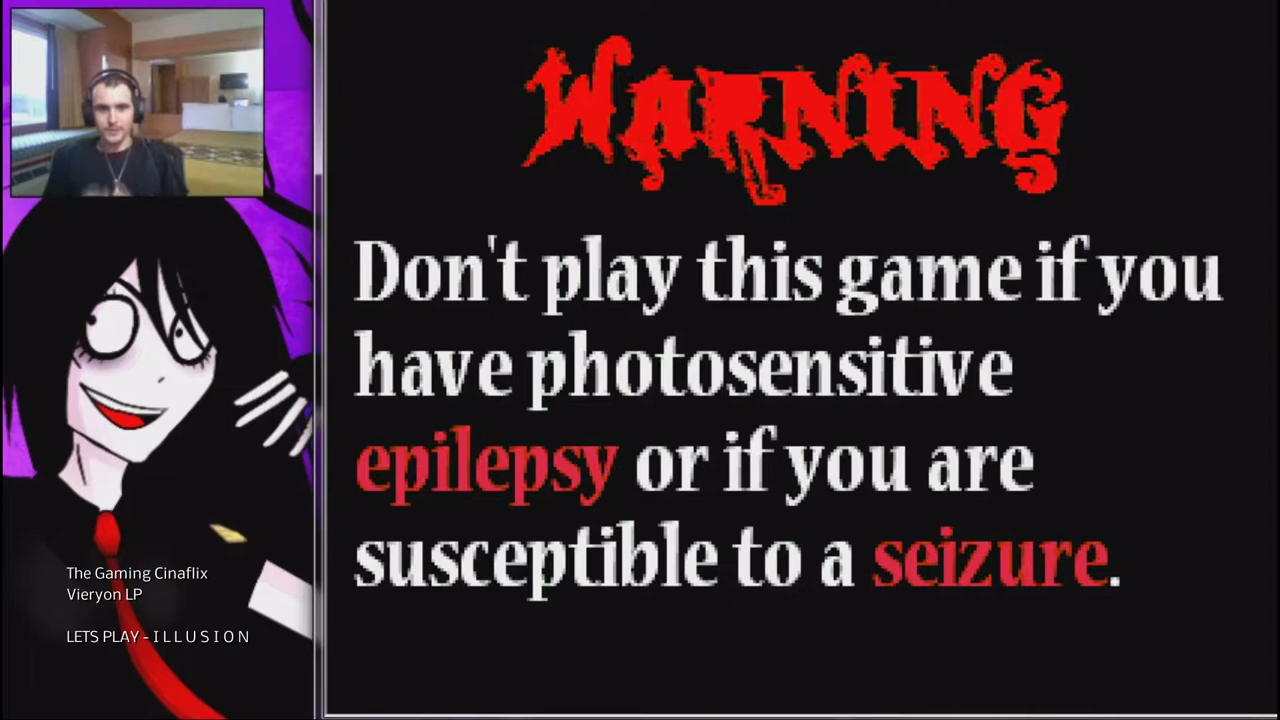 WARNING
Don't play this game if you
have photosensitive
epilepsy or if you are
susceptible to a seizure.
The Gaming Cinaflix
Vieryon LP
LETS PLAY - I L L U S I O N